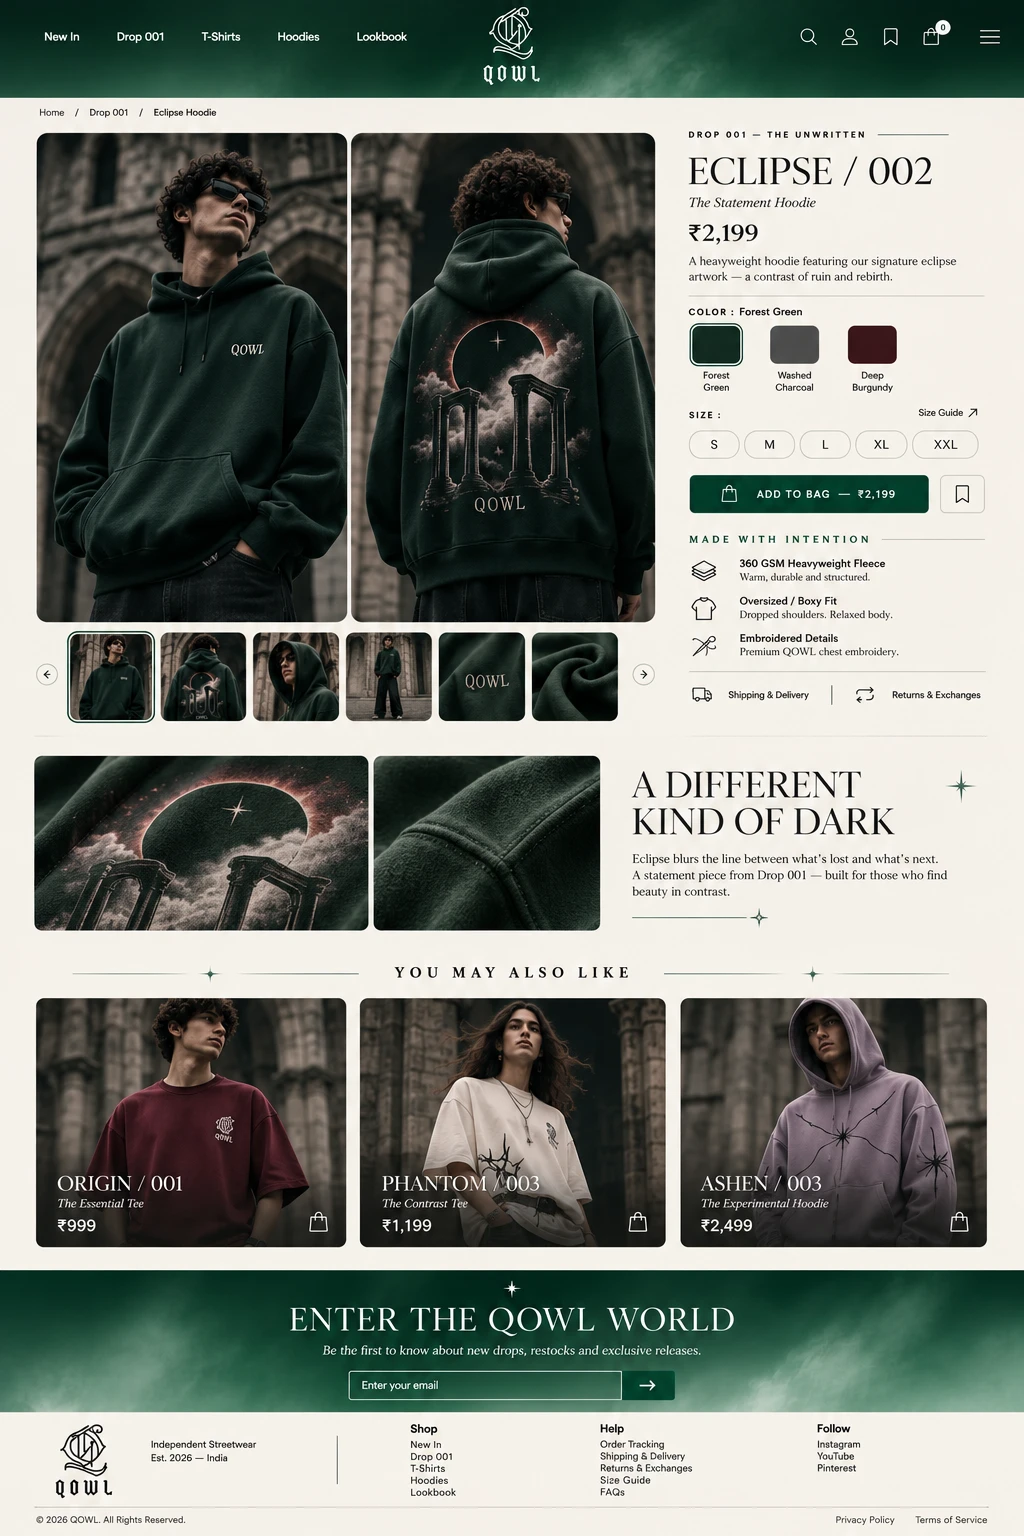 New In
Drop 001
T-Shirts
Hoodies
Lookbook
QOWL
0
Home / Drop 001 / Eclipse Hoodie
QOWL
QOWL
DROP 001 — THE UNWRITTEN
ECLIPSE / 002
The Statement Hoodie
₹2,199
A heavyweight hoodie featuring our signature eclipse
artwork — a contrast of ruin and rebirth.
COLOR : Forest Green
Forest
Green
Washed
Charcoal
Deep
Burgundy
SIZE :
Size Guide
S
M
L
XL
XXL
ADD TO BAG — ₹2,199
MADE WITH INTENTION
360 GSM Heavyweight Fleece
Warm, durable and structured.
Oversized / Boxy Fit
Dropped shoulders. Relaxed body.
Embroidered Details
Premium QOWL chest embroidery.
Shipping & Delivery
Returns & Exchanges
QOWL
A DIFFERENT
KIND OF DARK
Eclipse blurs the line between what's lost and what's next.
A statement piece from Drop 001 — built for those who find
beauty in contrast.
YOU MAY ALSO LIKE
QOWL
ORIGIN / 001
The Essential Tee
₹999
PHANTOM / 003
The Contrast Tee
₹1,199
ASHEN / 003
The Experimental Hoodie
₹2,499
ENTER THE QOWL WORLD
Be the first to know about new drops, restocks and exclusive releases.
Enter your email
QOWL
Independent Streetwear
Est. 2026 — India
Shop
New In
Drop 001
T-Shirts
Hoodies
Lookbook
Help
Order Tracking
Shipping & Delivery
Returns & Exchanges
Size Guide
FAQs
Follow
Instagram
YouTube
Pinterest
© 2026 QOWL. All Rights Reserved.
Privacy Policy
Terms of Service